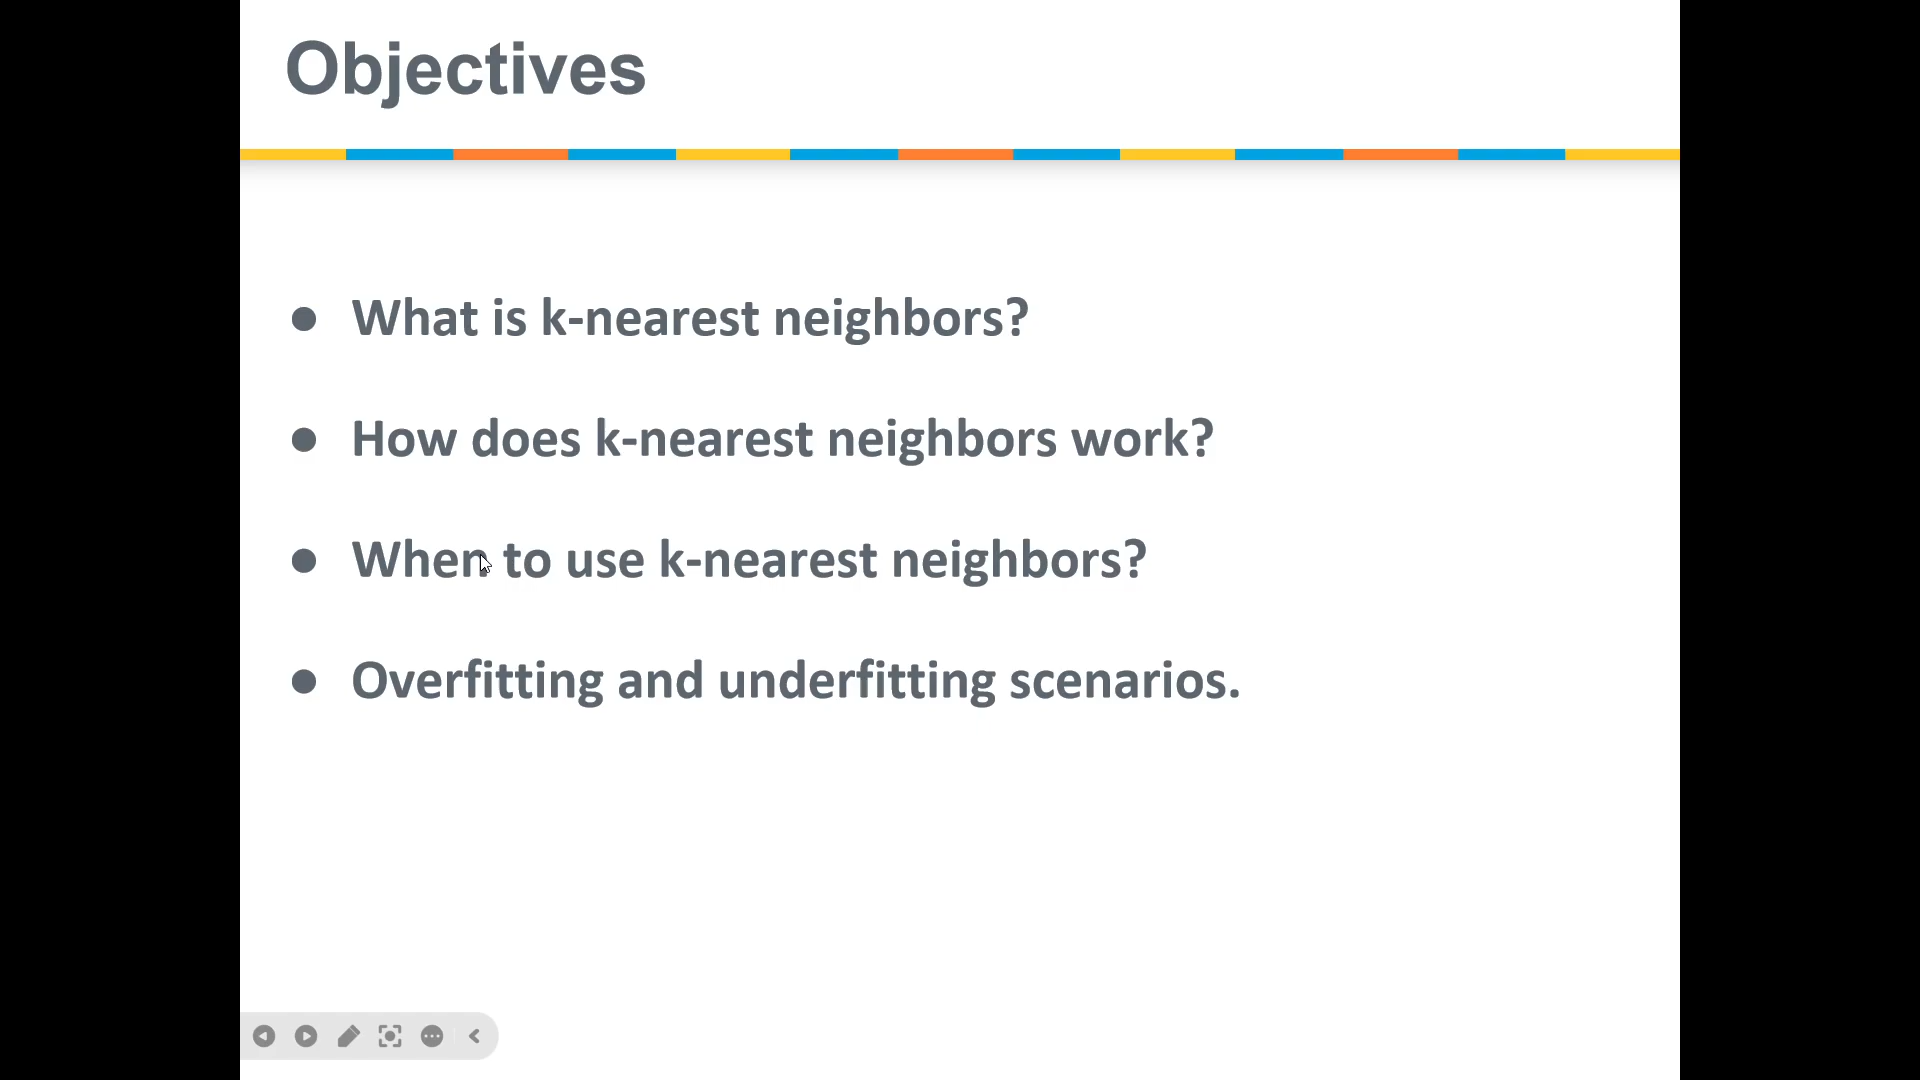 Objectives
● What is k-nearest neighbors?
● How does k-nearest neighbors work?
● When to use k-nearest neighbors?
● Overfitting and underfitting scenarios.